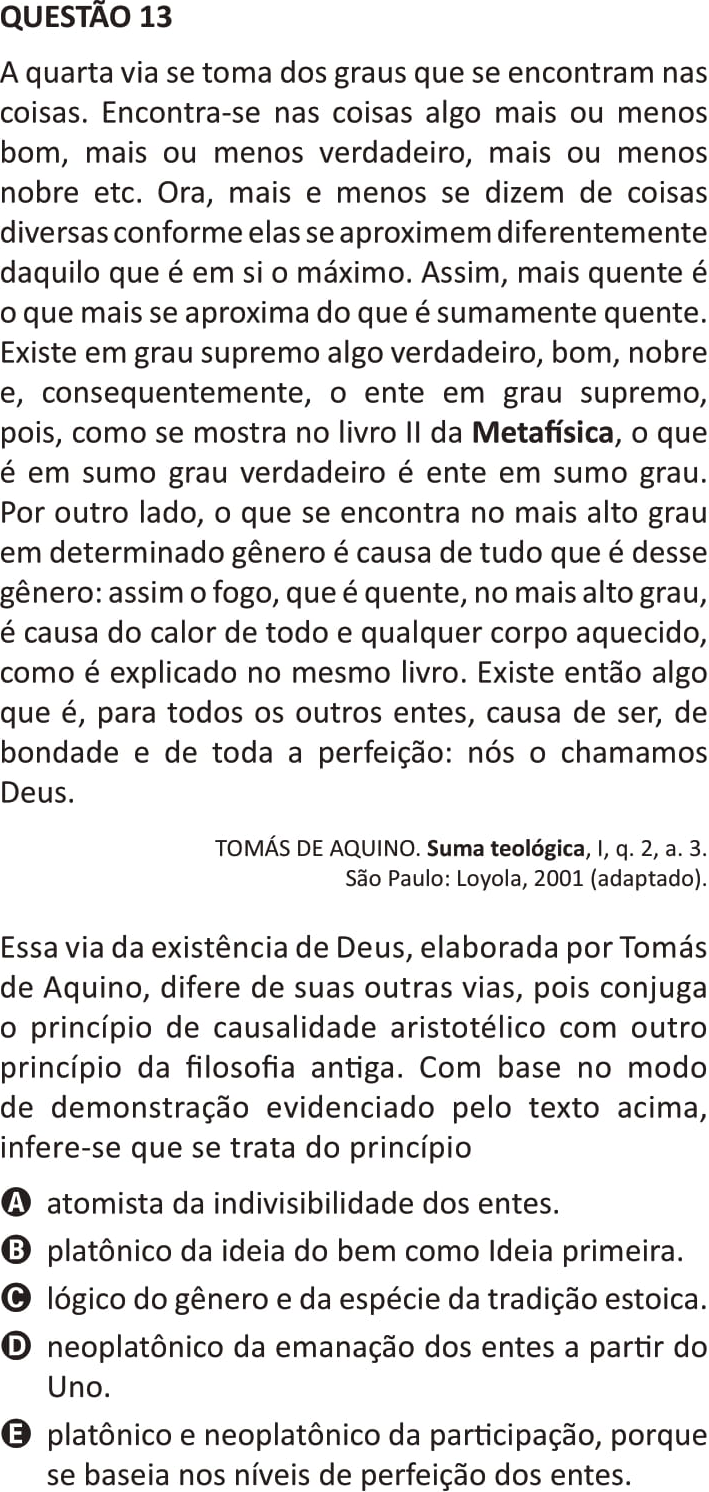 QUESTÃO 13
A quarta via se toma dos graus que se encontram nas
coisas. Encontra-se nas coisas algo mais ou menos
bom, mais ou menos verdadeiro, mais ou menos
nobre etc. Ora, mais e menos se dizem de coisas
diversas conforme elas se aproximem diferentemente
daquilo que é em si o máximo. Assim, mais quente é
o que mais se aproxima do que é sumamente quente.
Existe em grau supremo algo verdadeiro, bom, nobre
e, consequentemente, o ente em grau supremo,
pois, como se mostra no livro II da Metafísica, o que
é em sumo grau verdadeiro é ente em sumo grau.
Por outro lado, o que se encontra no mais alto grau
em determinado gênero é causa de tudo que é desse
gênero: assim o fogo, que é quente, no mais alto grau,
é causa do calor de todo e qualquer corpo aquecido,
como é explicado no mesmo livro. Existe então algo
que é, para todos os outros entes, causa de ser, de
bondade e de toda a perfeição: nós o chamamos
Deus.
TOMÁS DE AQUINO. Suma teológica, I, q. 2, a. 3.
São Paulo: Loyola, 2001 (adaptado).
Essa via da existência de Deus, elaborada por Tomás
de Aquino, difere de suas outras vias, pois conjuga
o princípio de causalidade aristotélico com outro
princípio da filosofia antiga. Com base no modo
de demonstração evidenciado pelo texto acima,
infere-se que se trata do princípio
A atomista da indivisibilidade dos entes.
B platônico da ideia do bem como Ideia primeira.
C lógico do gênero e da espécie da tradição estoica.
D neoplatônico da emanação dos entes a partir do
Uno.
E platônico e neoplatônico da participação, porque
se baseia nos níveis de perfeição dos entes.